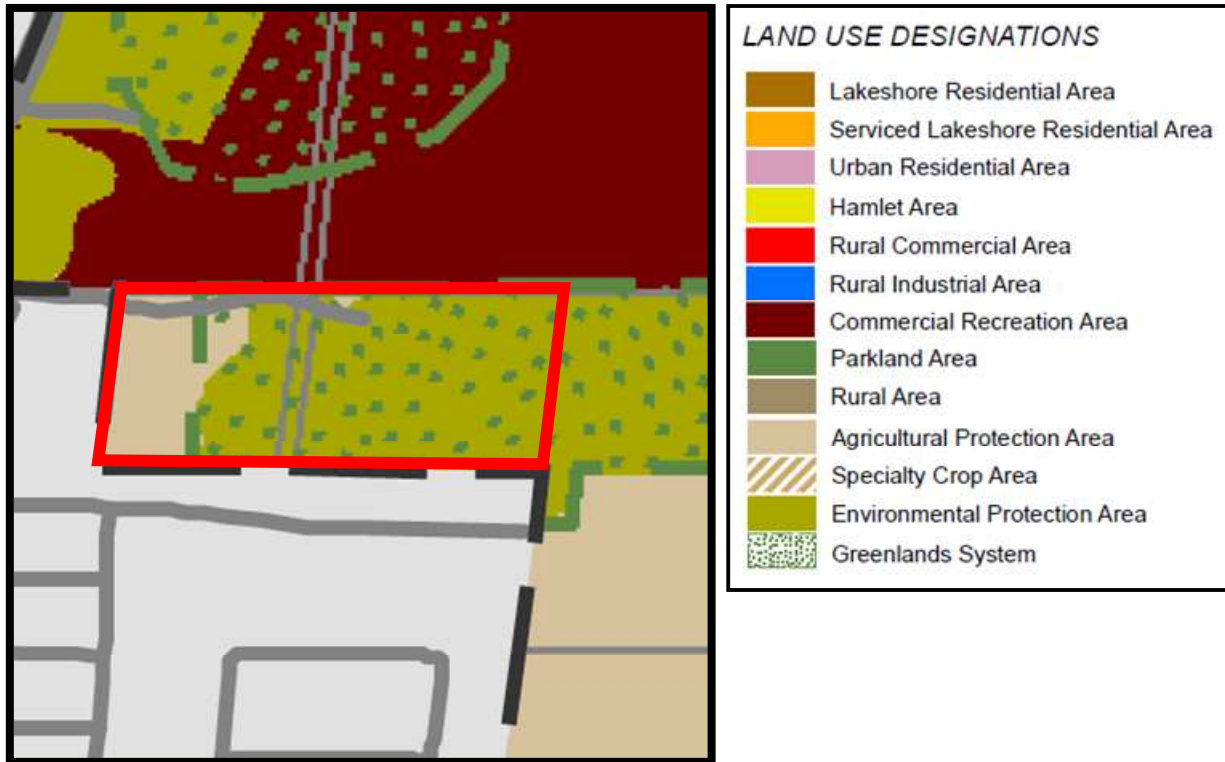 LAND USE DESIGNATIONS
Lakeshore Residential Area
Serviced Lakeshore Residential Area
Urban Residential Area
Hamlet Area
Rural Commercial Area
Rural Industrial Area
Commercial Recreation Area
Parkland Area
Rural Area
Agricultural Protection Area
Specialty Crop Area
Environmental Protection Area
Greenlands System